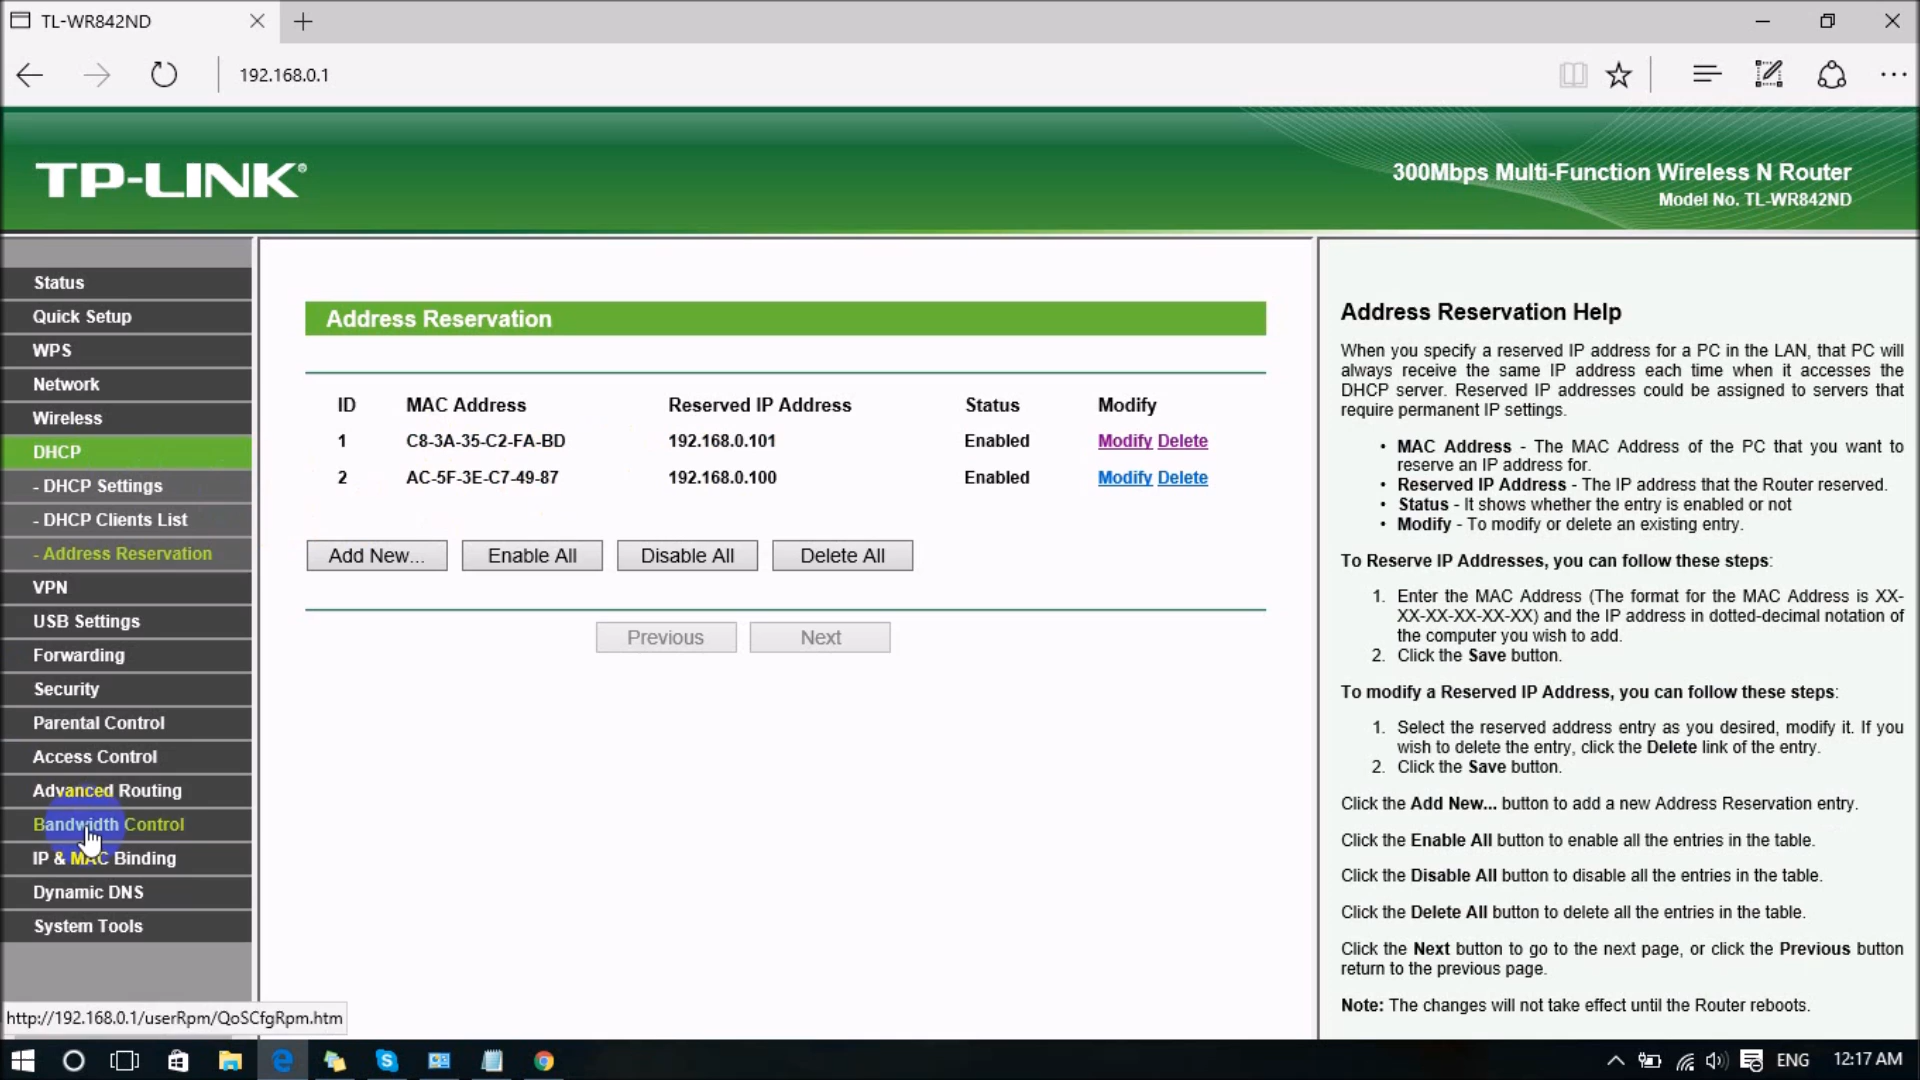 TL-WR842ND
192.168.0.1
TP-LINK®
300Mbps Multi-Function Wireless N Router
Model No. TL-WR842ND
Status
Quick Setup
WPS
Network
Wireless
DHCP
- DHCP Settings
- DHCP Clients List
- Address Reservation
VPN
USB Settings
Forwarding
Security
Parental Control
Access Control
Advanced Routing
Bandwidth Control
IP & MAC Binding
Dynamic DNS
System Tools
http://192.168.0.1/userRpm/QoSCfgRpm.htm
Address Reservation
ID MAC Address Reserved IP Address Status Modify
1 C8-3A-35-C2-FA-BD 192.168.0.101 Enabled Modify Delete
2 AC-5F-3E-C7-49-87 192.168.0.100 Enabled Modify Delete
Add New... Enable All Disable All Delete All
Previous Next
Address Reservation Help
When you specify a reserved IP address for a PC in the LAN, that PC will
always receive the same IP address each time when it accesses the
DHCP server. Reserved IP addresses could be assigned to servers that
require permanent IP settings.
• MAC Address - The MAC Address of the PC that you want to
reserve an IP address for.
• Reserved IP Address - The IP address that the Router reserved.
• Status - It shows whether the entry is enabled or not
• Modify - To modify or delete an existing entry.
To Reserve IP Addresses, you can follow these steps:
1. Enter the MAC Address (The format for the MAC Address is XX-
XX-XX-XX-XX-XX) and the IP address in dotted-decimal notation of
the computer you wish to add.
2. Click the Save button.
To modify a Reserved IP Address, you can follow these steps:
1. Select the reserved address entry as you desired, modify it. If you
wish to delete the entry, click the Delete link of the entry.
2. Click the Save button.
Click the Add New... button to add a new Address Reservation entry.
Click the Enable All button to enable all the entries in the table.
Click the Disable All button to disable all the entries in the table.
Click the Delete All button to delete all the entries in the table.
Click the Next button to go to the next page, or click the Previous button
return to the previous page.
Note: The changes will not take effect until the Router reboots.
ENG 12:17 AM